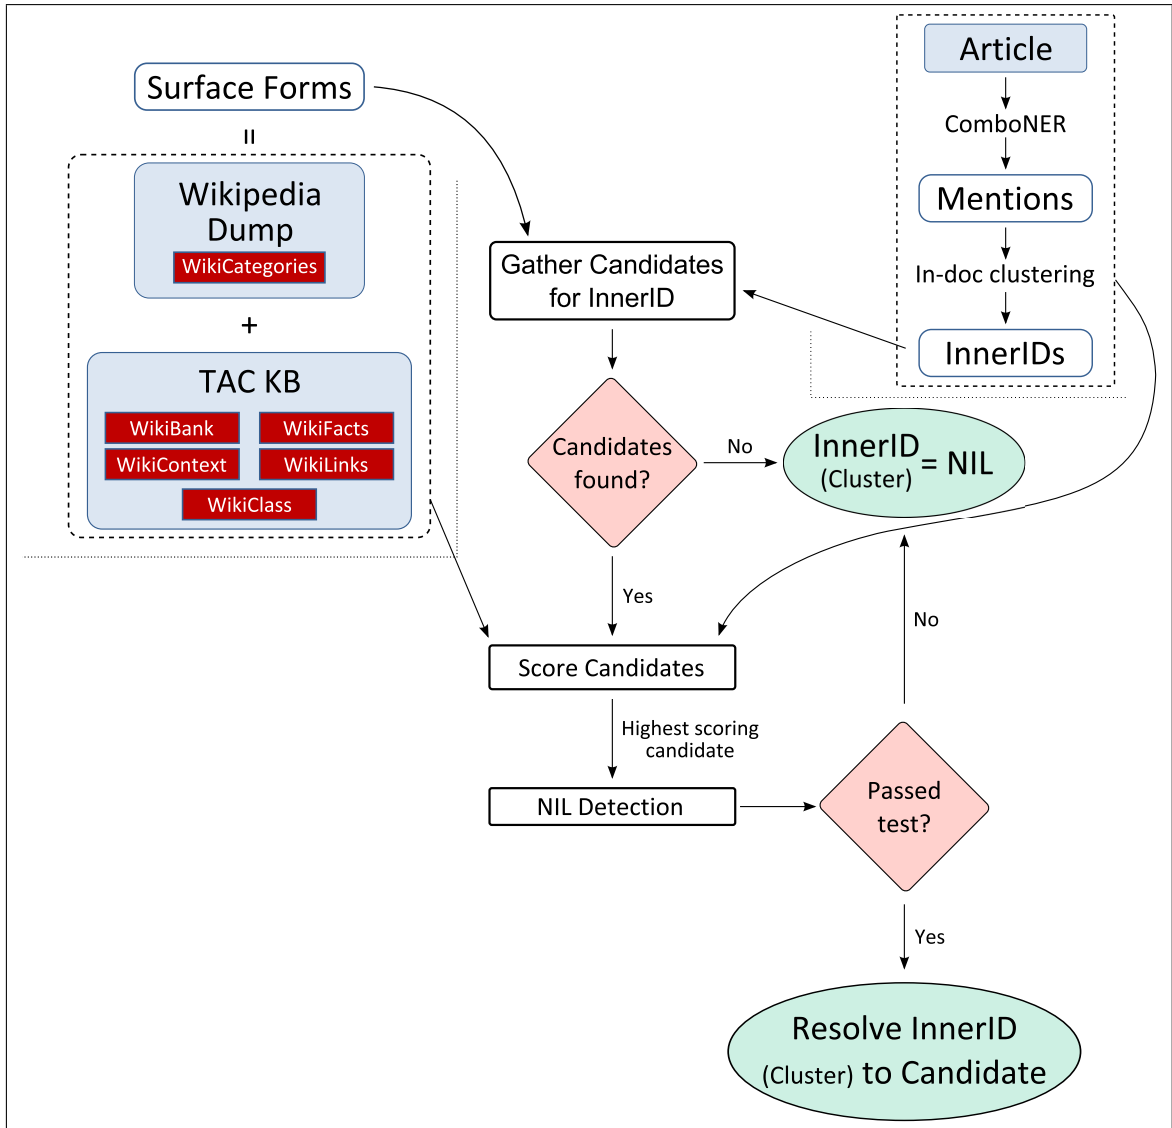 Surface Forms
=
Wikipedia
Dump
WikiCategories
+
TAC KB
WikiBank
WikiFacts
WikiContext
WikiLinks
WikiClass
Article
ComboNER
Mentions
In-doc clustering
InnerIDs
Gather Candidates
for InnerID
Candidates
found?
No
InnerID
(Cluster) = NIL
Yes
No
Score Candidates
Highest scoring
candidate
NIL Detection
Passed
test?
Yes
Resolve InnerID
(Cluster) to Candidate